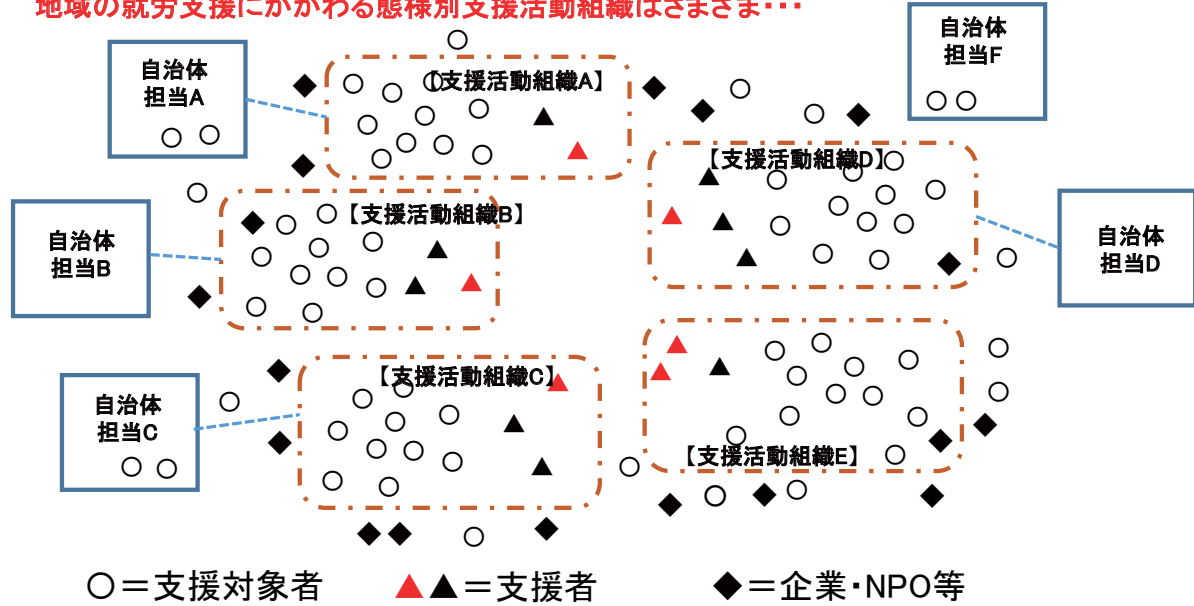 地域の就労支援にかかわる態様別支援活動組織はさまざま・・・
自治体
担当A
【支援活動組織A】
自治体
担当F
【支援活動組織D】
自治体
担当B
【支援活動組織B】
自治体
担当D
自治体
担当C
【支援活動組織C】
【支援活動組織E】
○＝支援対象者
▲▲＝支援者
◆＝企業・NPO等